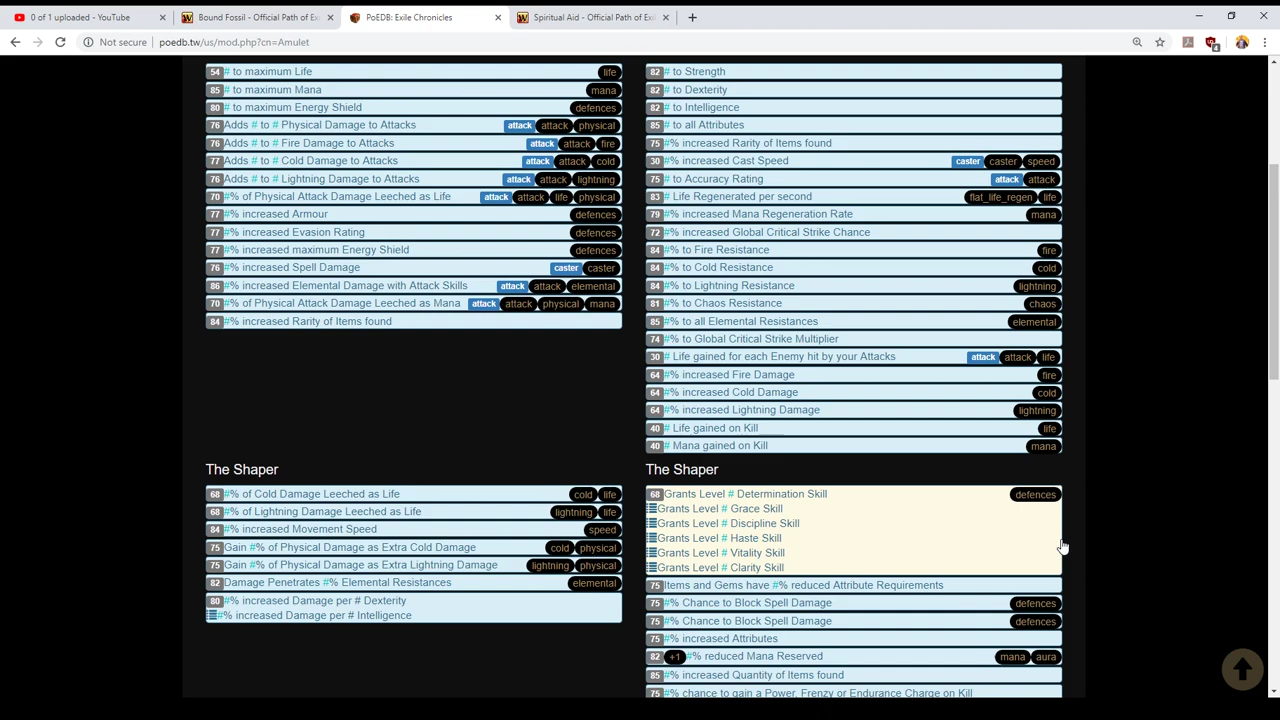 0 of 1 uploaded - YouTube
Bound Fossil - Official Path of Ex
PoEDB: Exile Chronicles
Spiritual Aid - Official Path of Exi
Not secure
poedb.tw/us/mod.php?cn=Amulet
54 # to maximum Life life
85 # to maximum Mana mana
80 # to maximum Energy Shield defences
76 Adds # to # Physical Damage to Attacks attack attack physical
76 Adds # to # Fire Damage to Attacks attack attack fire
77 Adds # to # Cold Damage to Attacks attack attack cold
76 Adds # to # Lightning Damage to Attacks attack attack lightning
70 #% of Physical Attack Damage Leeched as Life attack attack life physical
77 #% increased Armour defences
77 #% increased Evasion Rating defences
77 #% increased maximum Energy Shield defences
76 #% increased Spell Damage caster caster
86 #% increased Elemental Damage with Attack Skills attack attack elemental
70 #% of Physical Attack Damage Leeched as Mana attack attack physical mana
84 #% increased Rarity of Items found
82 # to Strength
82 # to Dexterity
82 # to Intelligence
85 # to all Attributes
75 #% increased Rarity of Items found
30 #% increased Cast Speed caster caster speed
75 # to Accuracy Rating attack attack
83 # Life Regenerated per second flat_life_regen life
79 #% increased Mana Regeneration Rate mana
72 #% increased Global Critical Strike Chance
84 #% to Fire Resistance fire
84 #% to Cold Resistance cold
84 #% to Lightning Resistance lightning
81 #% to Chaos Resistance chaos
85 #% to all Elemental Resistances elemental
74 #% to Global Critical Strike Multiplier
30 # Life gained for each Enemy hit by your Attacks attack attack life
64 #% increased Fire Damage fire
64 #% increased Cold Damage cold
64 #% increased Lightning Damage lightning
40 # Life gained on Kill life
40 # Mana gained on Kill mana
The Shaper
68 #% of Cold Damage Leeched as Life cold life
68 #% of Lightning Damage Leeched as Life lightning life
84 #% increased Movement Speed speed
75 Gain #% of Physical Damage as Extra Cold Damage cold physical
75 Gain #% of Physical Damage as Extra Lightning Damage lightning physical
82 Damage Penetrates #% Elemental Resistances elemental
80 #% increased Damage per # Dexterity
#% increased Damage per # Intelligence
The Shaper
68 Grants Level # Determination Skill defences
Grants Level # Grace Skill
Grants Level # Discipline Skill
Grants Level # Haste Skill
Grants Level # Vitality Skill
Grants Level # Clarity Skill
75 Items and Gems have #% reduced Attribute Requirements
75 #% Chance to Block Spell Damage defences
75 #% Chance to Block Spell Damage defences
75 #% increased Attributes
82 +1 #% reduced Mana Reserved mana aura
85 #% increased Quantity of Items found
75 #% chance to gain a Power, Frenzy or Endurance Charge on Kill